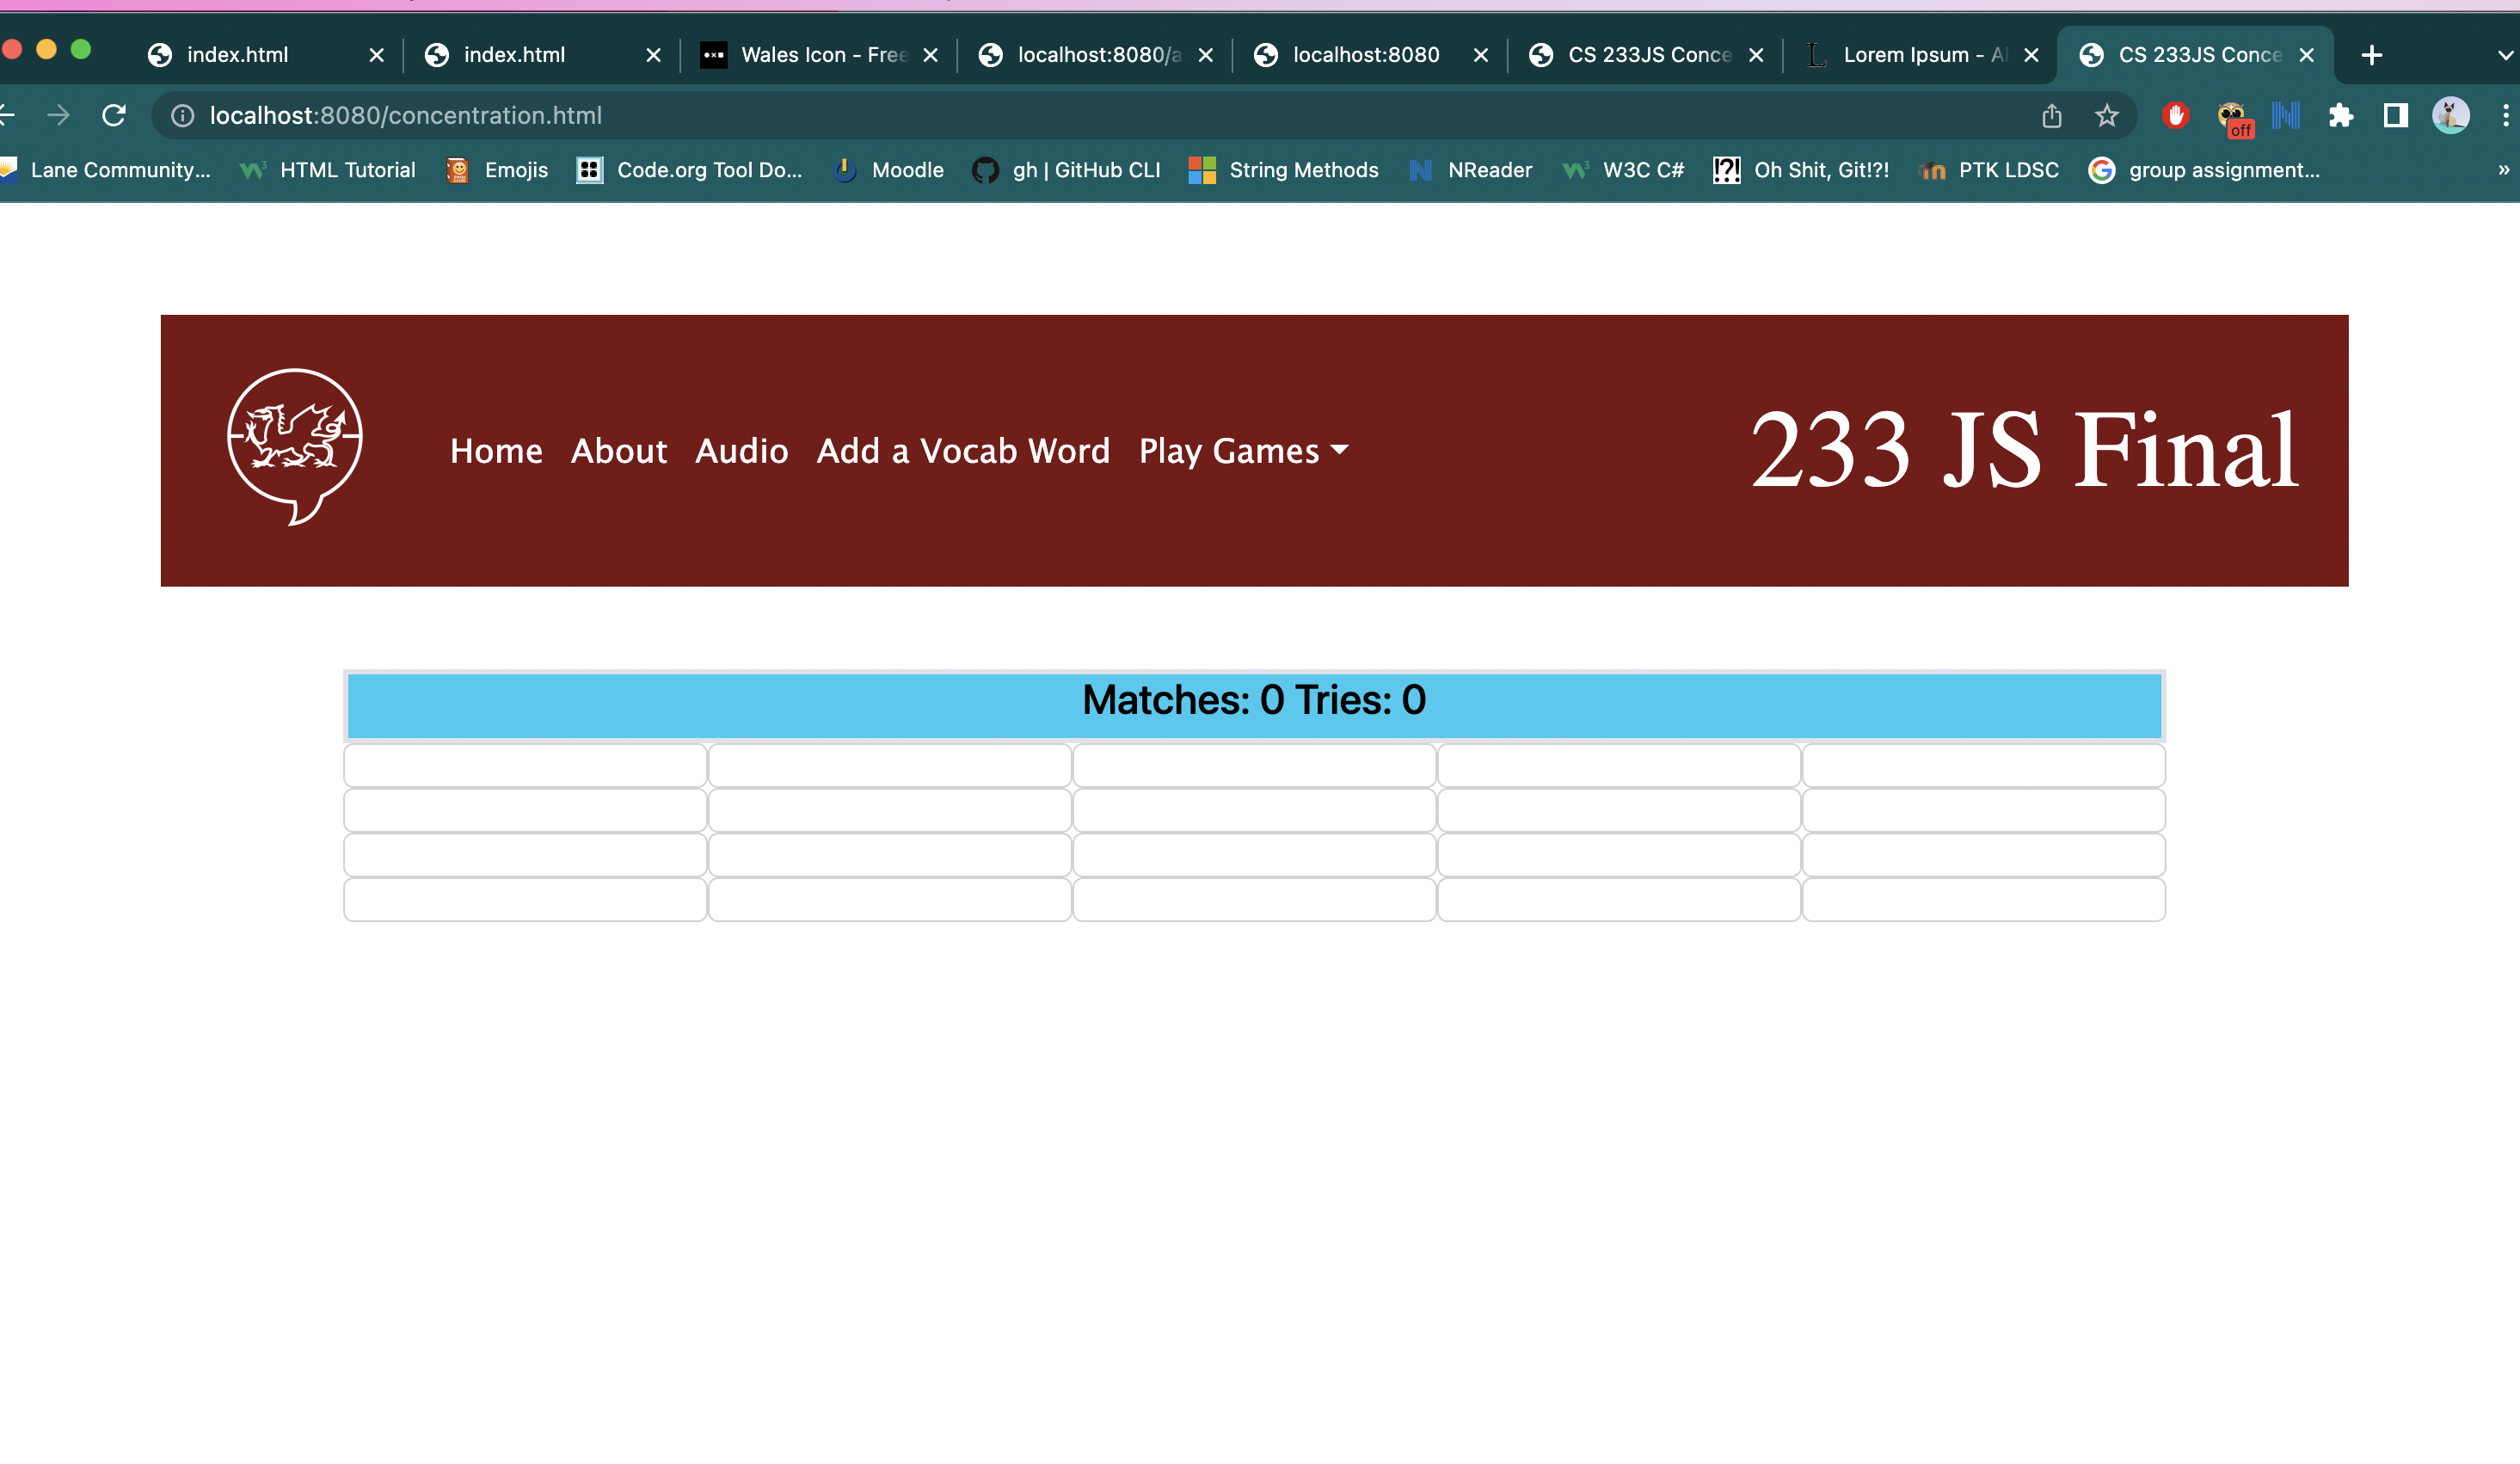 index.html index.html Wales Icon - Free localhost:8080/a localhost:8080 CS 233JS Conce Lorem Ipsum - Al CS 233JS Conce
localhost:8080/concentration.html
off
Lane Community... HTML Tutorial Emojis Code.org Tool Do... Moodle gh | GitHub CLI String Methods NReader W3C C# Oh Shit, Git!?! PTK LDSC group assignment... »
Home About Audio Add a Vocab Word Play Games
233 JS Final
Matches: 0 Tries: 0